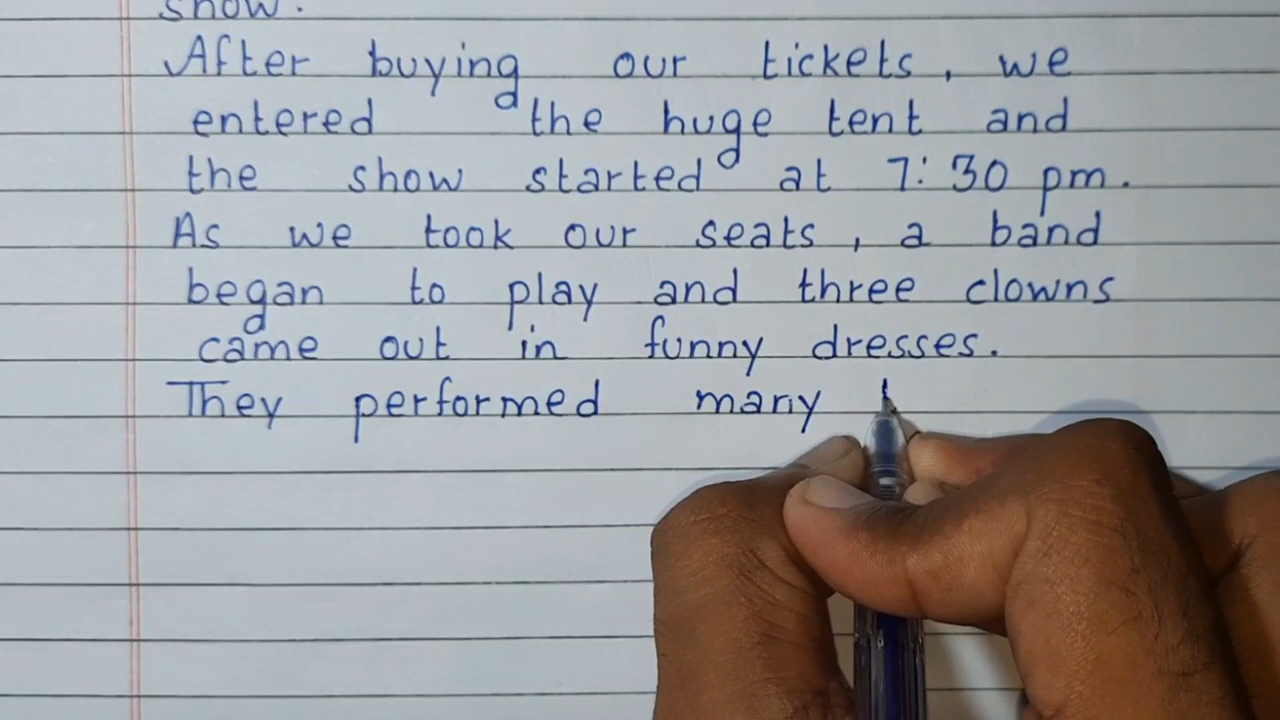 show.
After buying our tickets, we
entered the huge tent and
the show started at 7:30 pm.
As we took our seats, a band
began to play and three clowns
came out in funny dresses.
They performed many